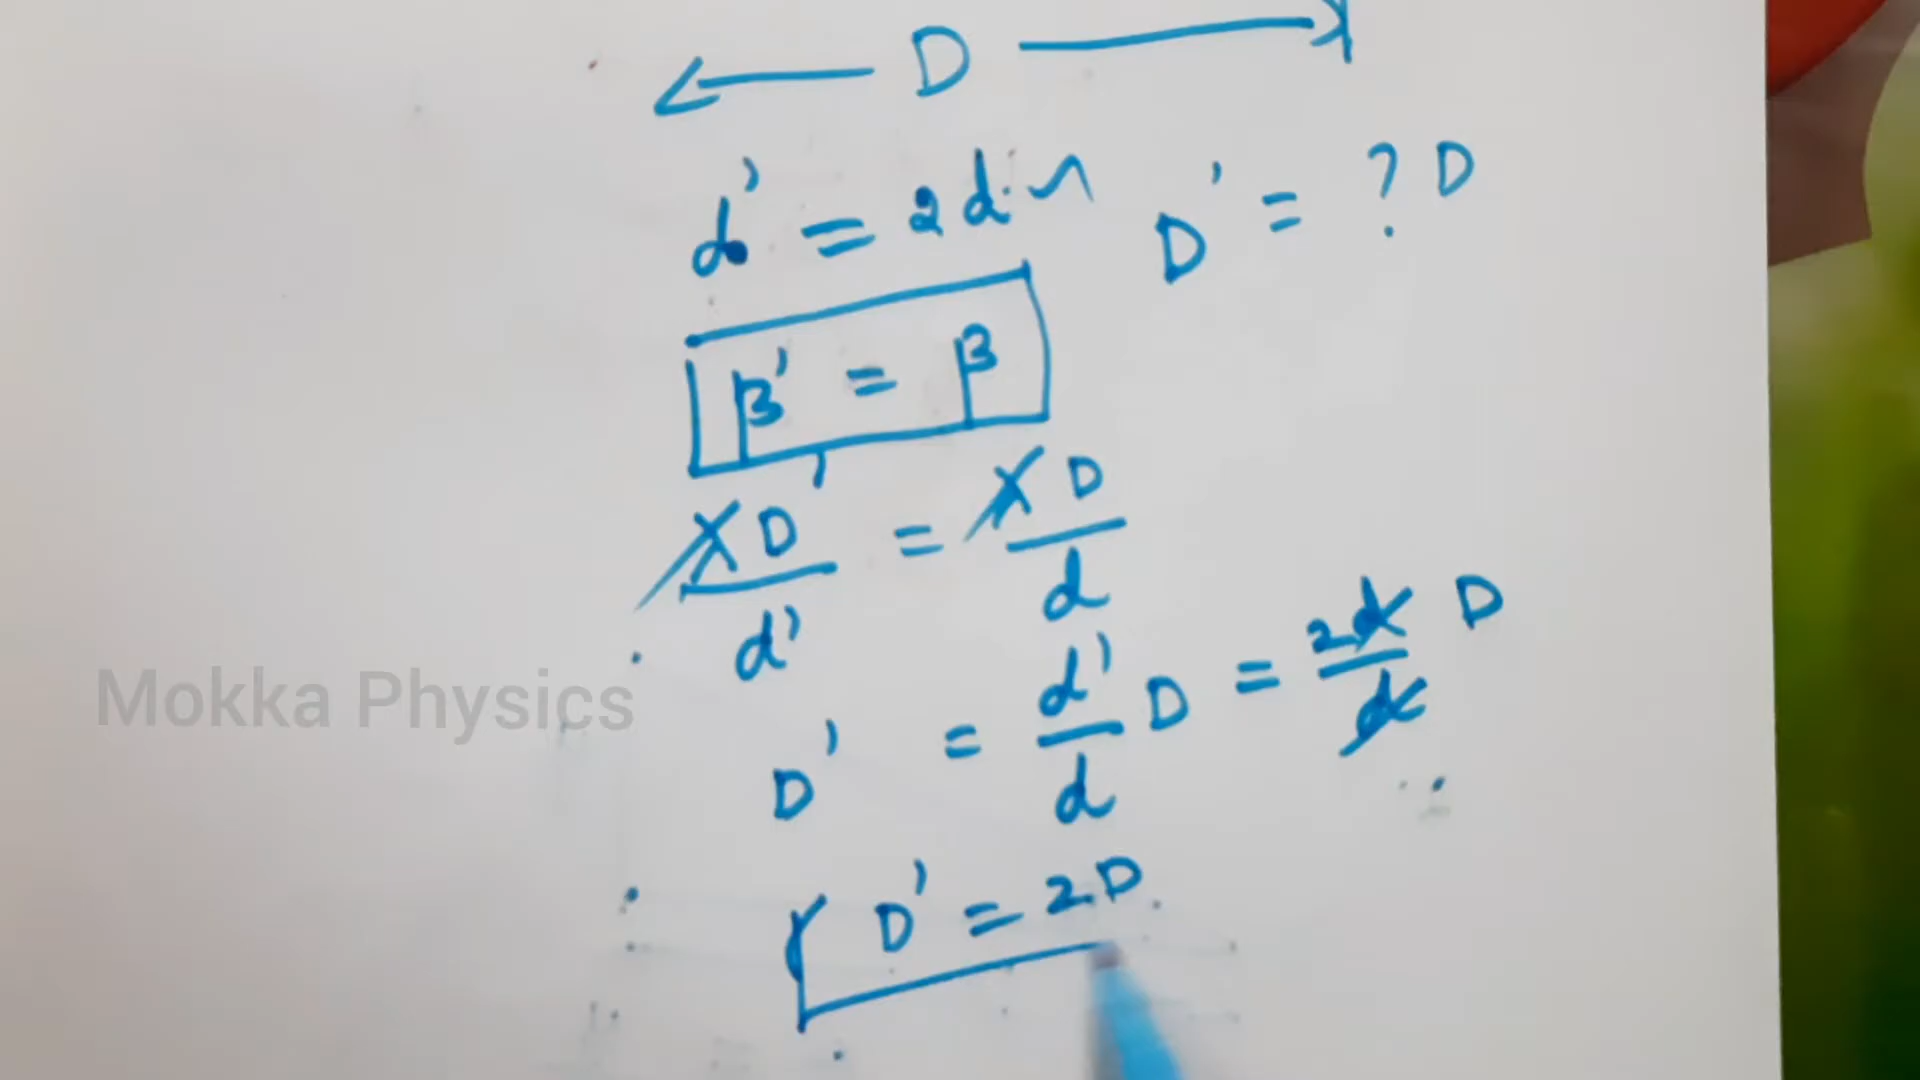 D
d' = 2d. D' = ? D
β' = β
λD'/d' = λD/d
D' = d'/d D = 2d/d D
D' = 2D
Mokka Physics